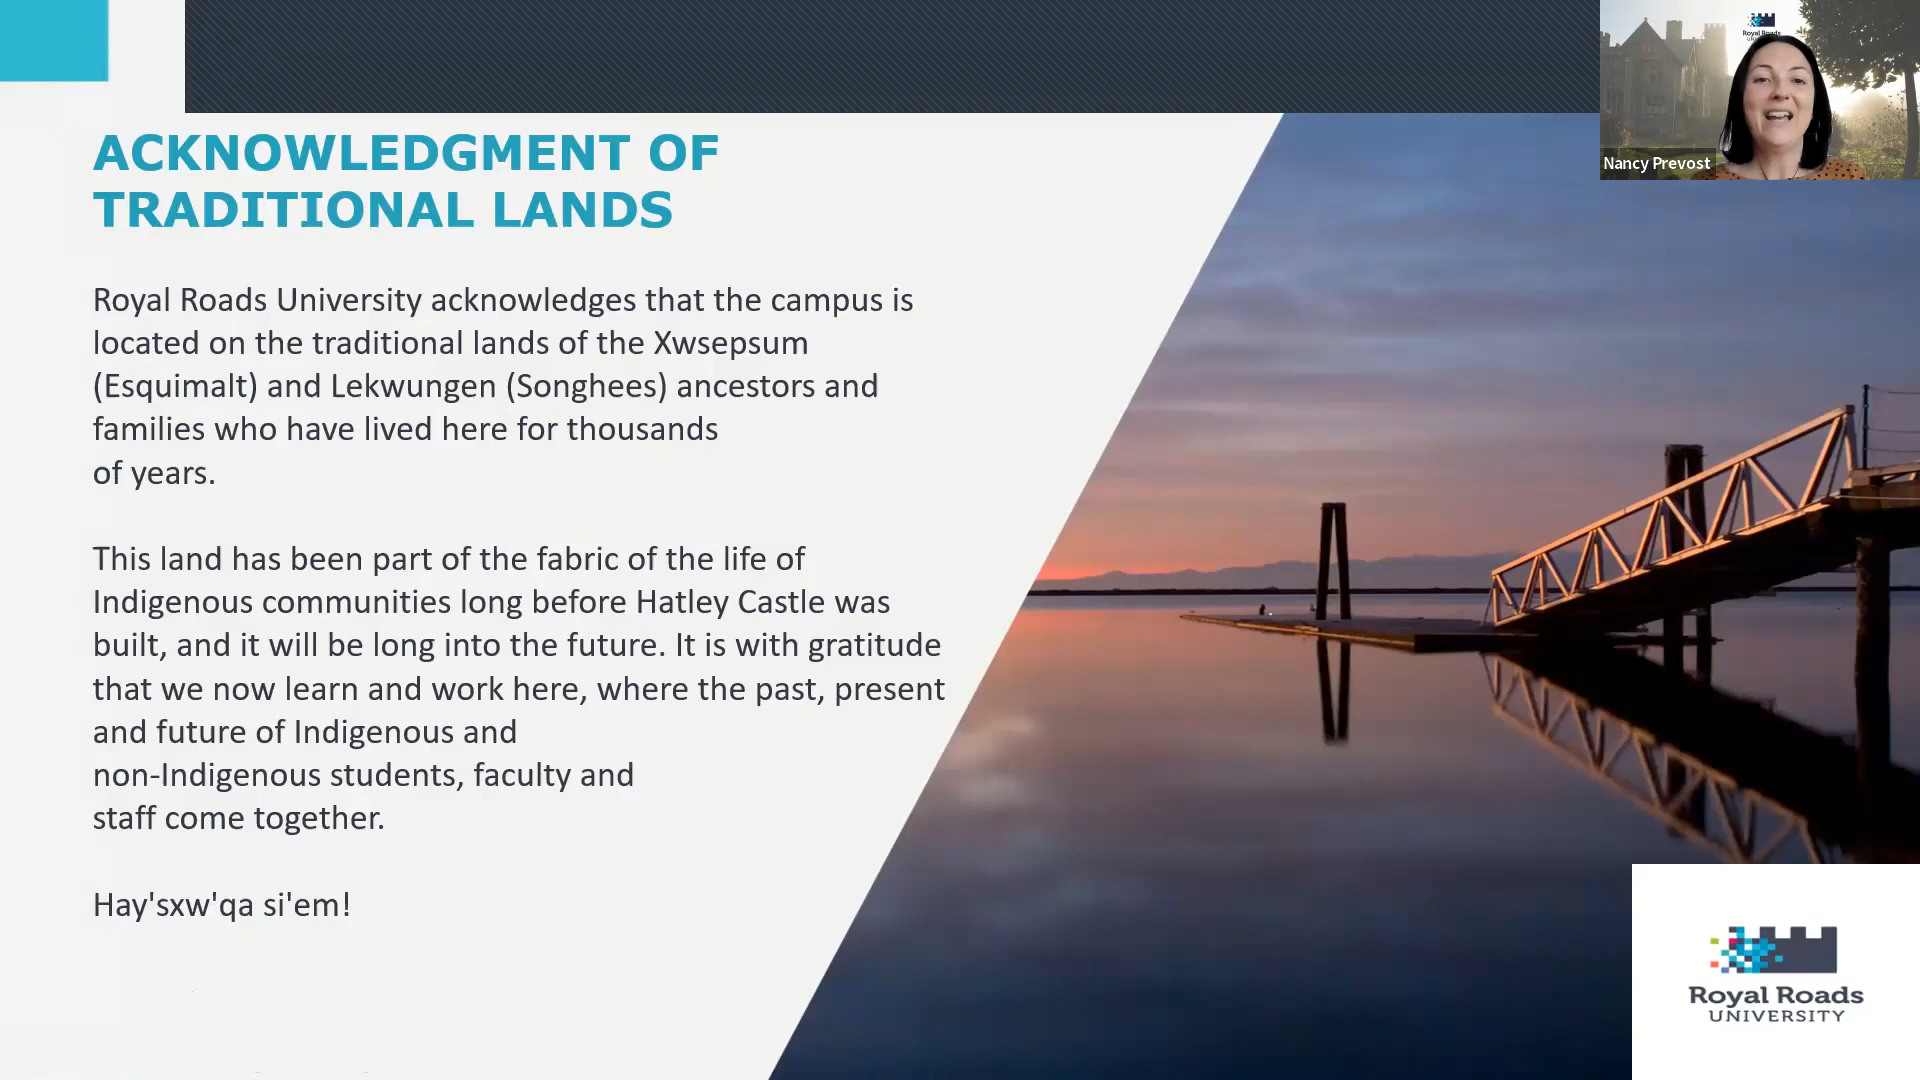 ACKNOWLEDGMENT OF
TRADITIONAL LANDS
Royal Roads University acknowledges that the campus is
located on the traditional lands of the Xwsepsum
(Esquimalt) and Lekwungen (Songhees) ancestors and
families who have lived here for thousands
of years.
This land has been part of the fabric of the life of
Indigenous communities long before Hatley Castle was
built, and it will be long into the future. It is with gratitude
that we now learn and work here, where the past, present
and future of Indigenous and
non-Indigenous students, faculty and
staff come together.
Hay'sxw'qa si'em!
Royal Roads
Nancy Prevost
Royal Roads
UNIVERSITY